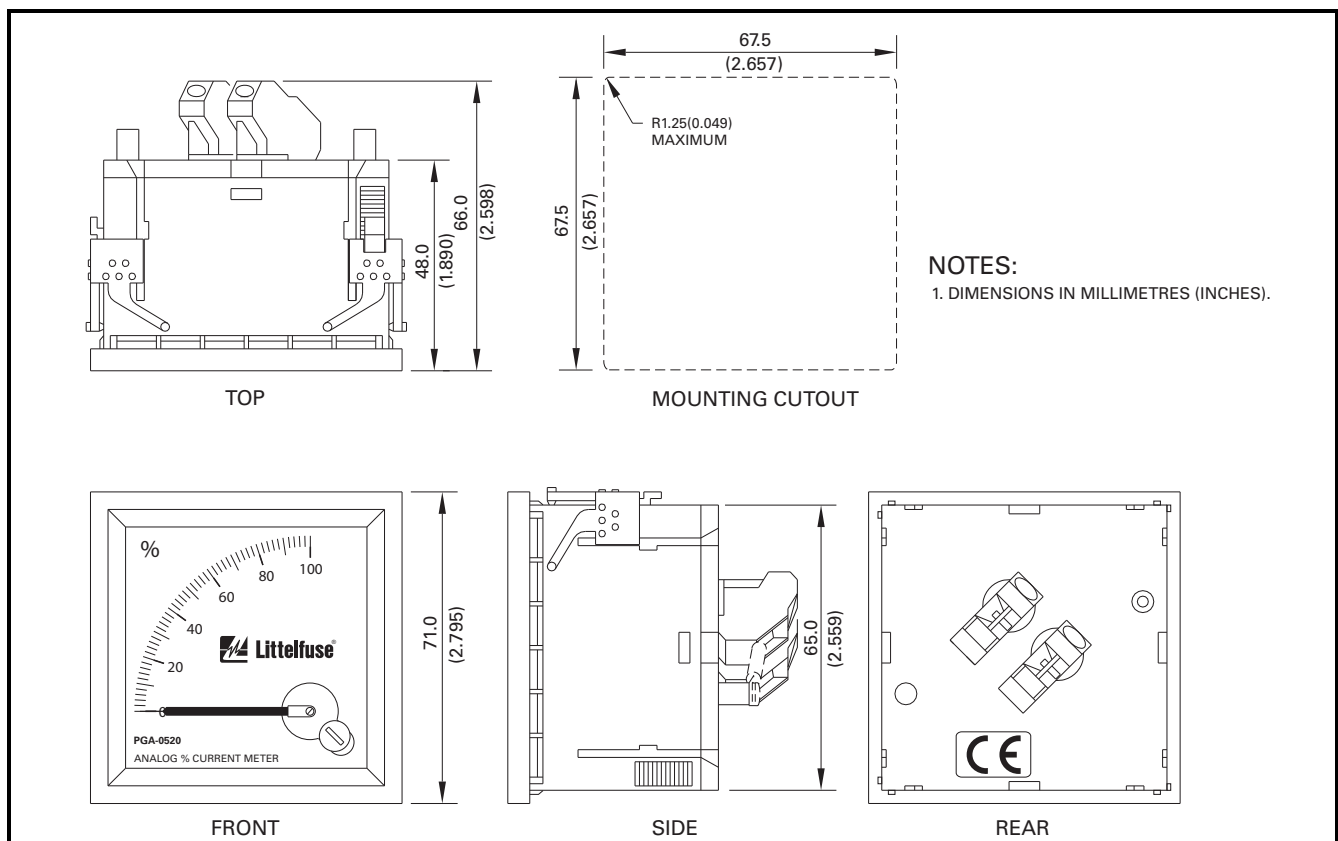 67.5
(2.657)
R1.25(0.049)
MAXIMUM
67.5
(2.657)
48.0
(1.890)
66.0
(2.598)
NOTES:
1. DIMENSIONS IN MILLIMETRES (INCHES).
TOP
MOUNTING CUTOUT
%
20
40
60
80
100
Littelfuse®
PGA-0520
ANALOG % CURRENT METER
71.0
(2.795)
65.0
(2.559)
CE
FRONT
SIDE
REAR